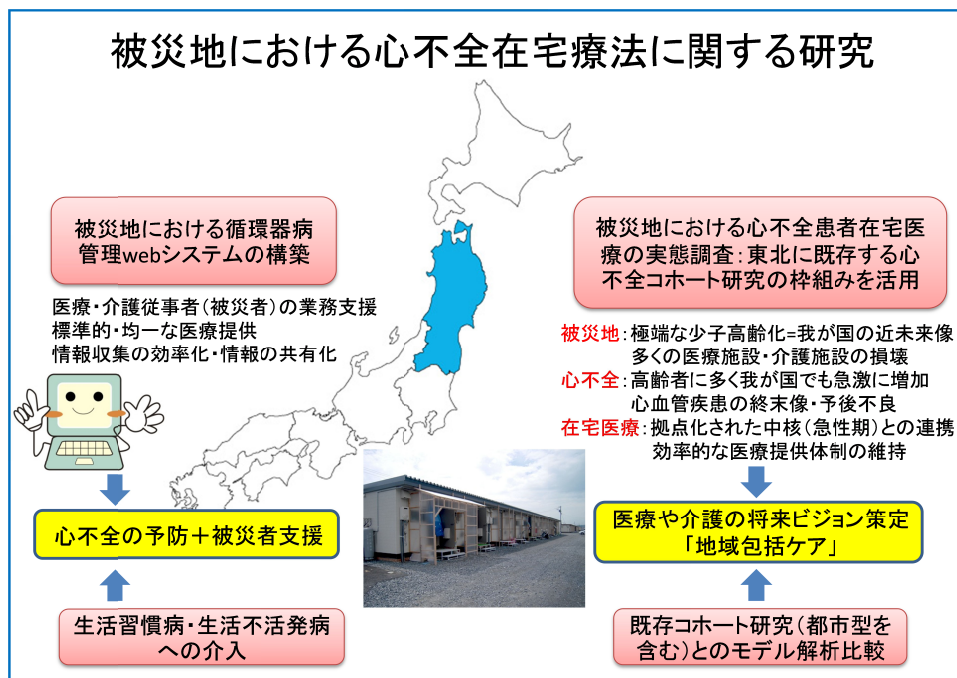 被災地における心不全在宅療法に関する研究
被災地における循環器病
管理webシステムの構築
医療・介護従事者(被災者)の業務支援
標準的・均一な医療提供
情報収集の効率化・情報の共有化
心不全の予防＋被災者支援
生活習慣病・生活不活発病
への介入
被災地における心不全患者在宅医
療の実態調査：東北に既存する心
不全コホート研究の枠組みを活用
被災地：極端な少子高齢化=我が国の近未来像
多くの医療施設・介護施設の損壊
心不全：高齢者に多く我が国でも急激に増加
心血管疾患の終末像・予後不良
在宅医療：拠点化された中核(急性期)との連携
効率的な医療提供体制の維持
医療や介護の将来ビジョン策定
「地域包括ケア」
既存コホート研究(都市型を
含む)とのモデル解析比較